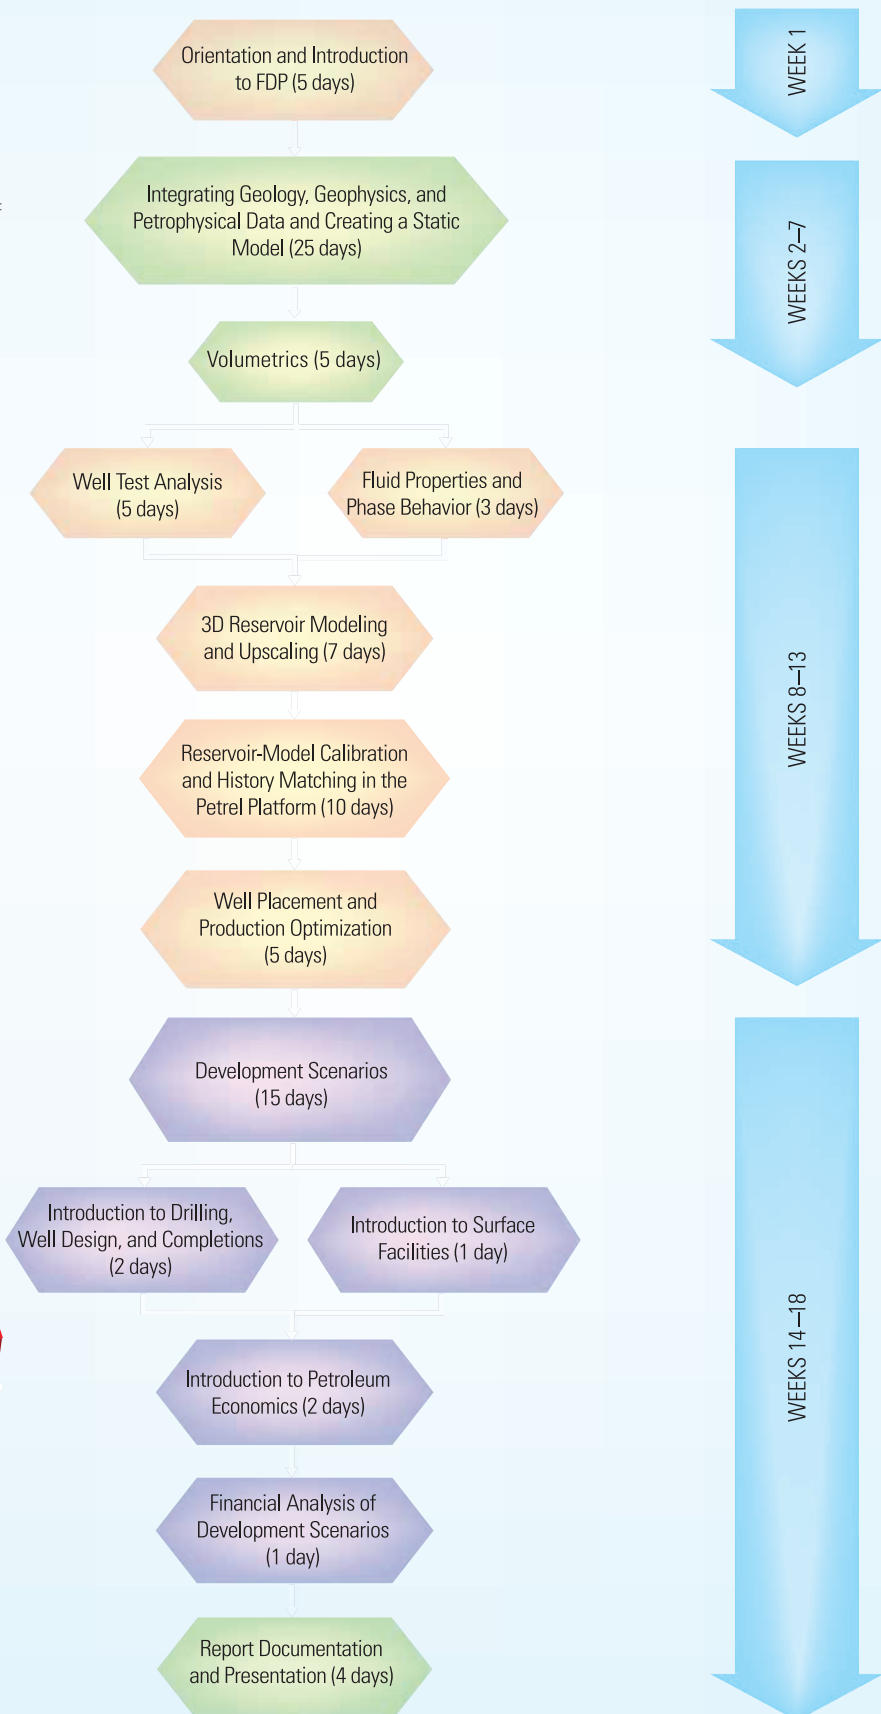 Orientation and Introduction
to FDP (5 days)
WEEK 1
Integrating Geology, Geophysics, and
Petrophysical Data and Creating a Static
Model (25 days)
WEEKS 2–7
Volumetrics (5 days)
Well Test Analysis
(5 days)
Fluid Properties and
Phase Behavior (3 days)
3D Reservoir Modeling
and Upscaling (7 days)
Reservoir-Model Calibration
and History Matching in the
Petrel Platform (10 days)
Well Placement and
Production Optimization
(5 days)
WEEKS 8–13
Development Scenarios
(15 days)
Introduction to Drilling,
Well Design, and Completions
(2 days)
Introduction to Surface
Facilities (1 day)
Introduction to Petroleum
Economics (2 days)
Financial Analysis of
Development Scenarios
(1 day)
Report Documentation
and Presentation (4 days)
WEEKS 14–18